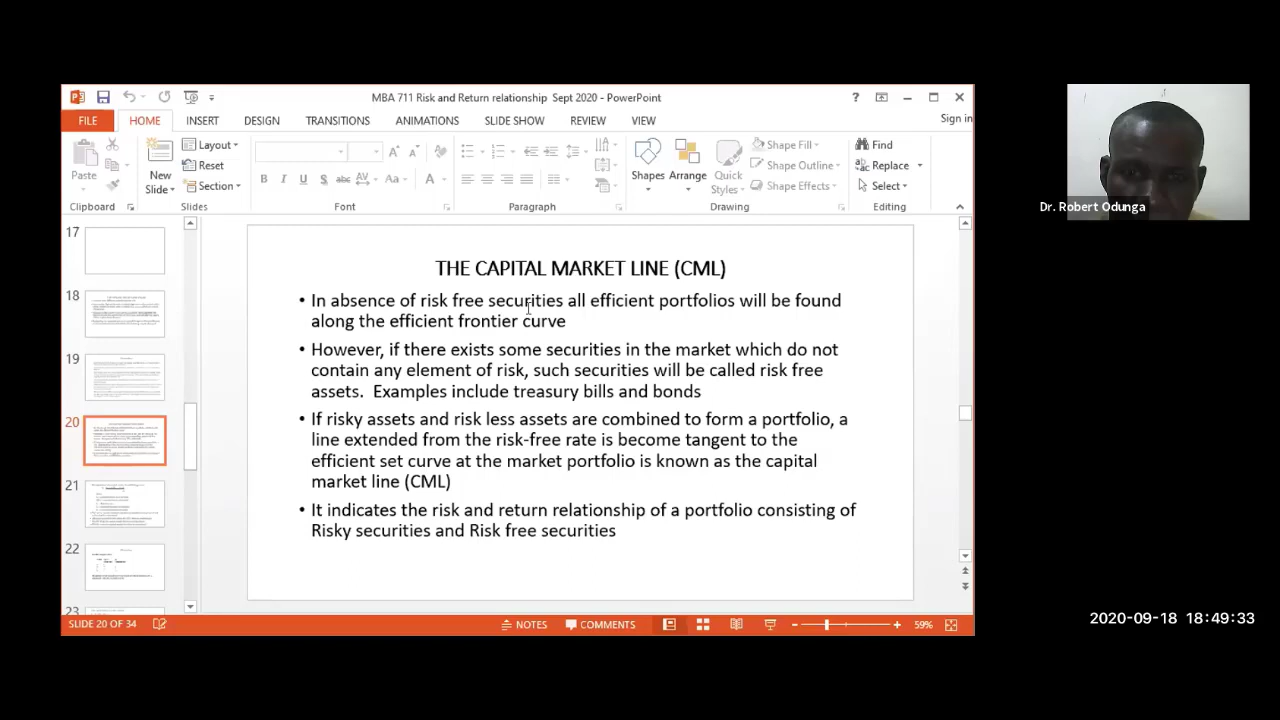 MBA 711 Risk and Return relationship Sept 2020 - PowerPoint
FILE
HOME
INSERT
DESIGN
TRANSITIONS
ANIMATIONS
SLIDE SHOW
REVIEW
VIEW
Sign in
Paste
New Slide
Layout
Reset
Section
B I U S abc AV Aa A
Shapes
Arrange
Quick Styles
Shape Fill
Shape Outline
Shape Effects
Find
Replace
Select
Clipboard
Slides
Font
Paragraph
Drawing
Editing
17
18
19
20
21
22
23
THE CAPITAL MARKET LINE (CML)
• In absence of risk free securities all efficient portfolios will be found
along the efficient frontier curve
• However, if there exists some securities in the market which do not
contain any element of risk, such securities will be called risk free
assets. Examples include treasury bills and bonds
• If risky assets and risk less assets are combined to form a portfolio, a
line extended from the risk-free rate is become tangent to the
efficient set curve at the market portfolio is known as the capital
market line (CML)
• It indicates the risk and return relationship of a portfolio consisting of
Risky securities and Risk free securities
SLIDE 20 OF 34
NOTES
COMMENTS
59%
Dr. Robert Odunga
2020-09-18 18:49:33